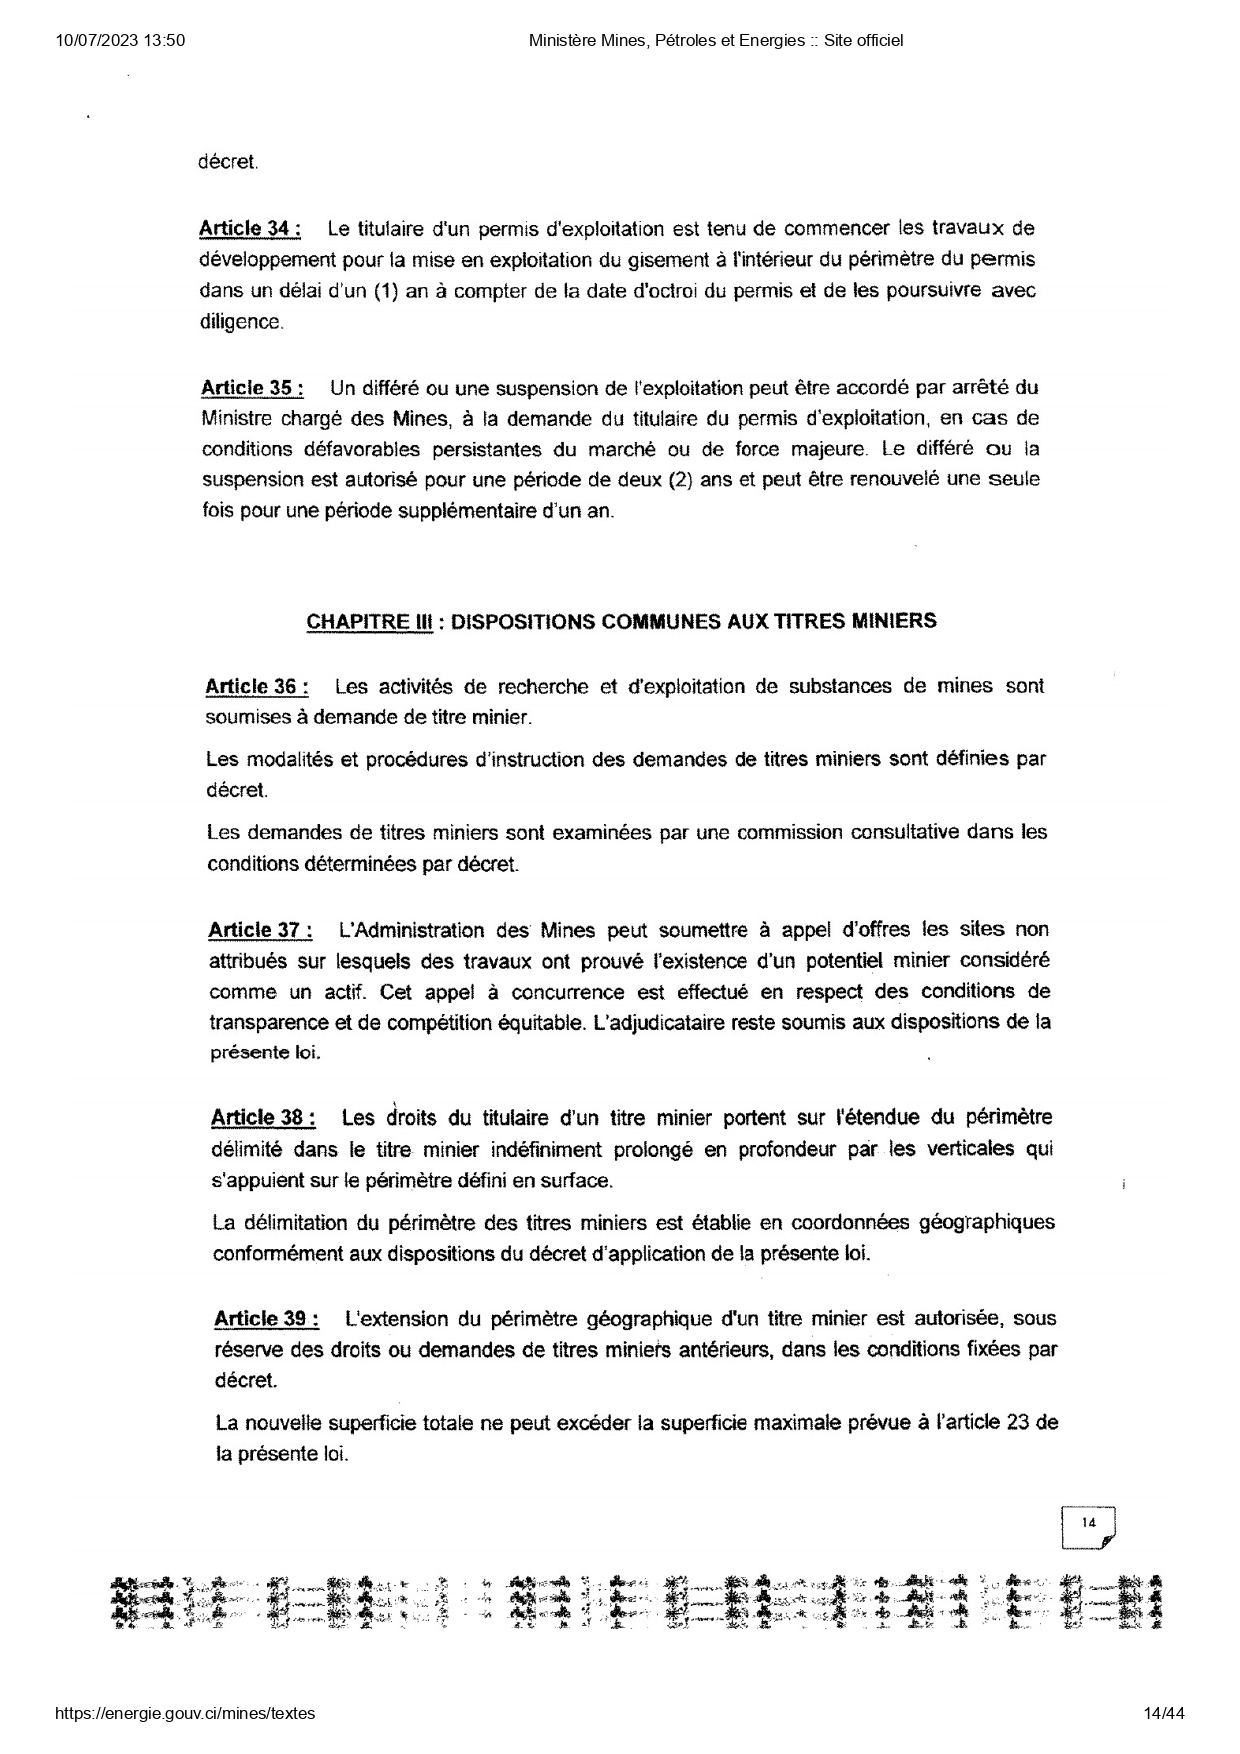 10/07/2023 13:50
Ministère Mines, Pétroles et Energies :: Site officiel
décret.
Article 34 : Le titulaire d'un permis d'exploitation est tenu de commencer les travaux de
développement pour la mise en exploitation du gisement à l'intérieur du périmètre du permis
dans un délai d'un (1) an à compter de la date d'octroi du permis et de les poursuivre avec
diligence.
Article 35 : Un différé ou une suspension de l'exploitation peut être accordé par arrêté du
Ministre chargé des Mines, à la demande du titulaire du permis d'exploitation, en cas de
conditions défavorables persistantes du marché ou de force majeure. Le différé ou la
suspension est autorisé pour une période de deux (2) ans et peut être renouvelé une seule
fois pour une période supplémentaire d'un an.
CHAPITRE III : DISPOSITIONS COMMUNES AUX TITRES MINIERS
Article 36 : Les activités de recherche et d'exploitation de substances de mines sont
soumises à demande de titre minier.
Les modalités et procédures d'instruction des demandes de titres miniers sont définies par
décret.
Les demandes de titres miniers sont examinées par une commission consultative dans les
conditions déterminées par décret.
Article 37 : L'Administration des Mines peut soumettre à appel d'offres les sites non
attribués sur lesquels des travaux ont prouvé l'existence d'un potentiel minier considéré
comme un actif. Cet appel à concurrence est effectué en respect des conditions de
transparence et de compétition équitable. L'adjudicataire reste soumis aux dispositions de la
présente loi.
Article 38 : Les droits du titulaire d'un titre minier portent sur l'étendue du périmètre
délimité dans le titre minier indéfiniment prolongé en profondeur par les verticales qui
s'appuient sur le périmètre défini en surface.
La délimitation du périmètre des titres miniers est établie en coordonnées géographiques
conformément aux dispositions du décret d'application de la présente loi.
Article 39 : L'extension du périmètre géographique d'un titre minier est autorisée, sous
réserve des droits ou demandes de titres miniers antérieurs, dans les conditions fixées par
décret.
La nouvelle superficie totale ne peut excéder la superficie maximale prévue à l'article 23 de
la présente loi.
14
https://energie.gouv.ci/mines/textes
14/44